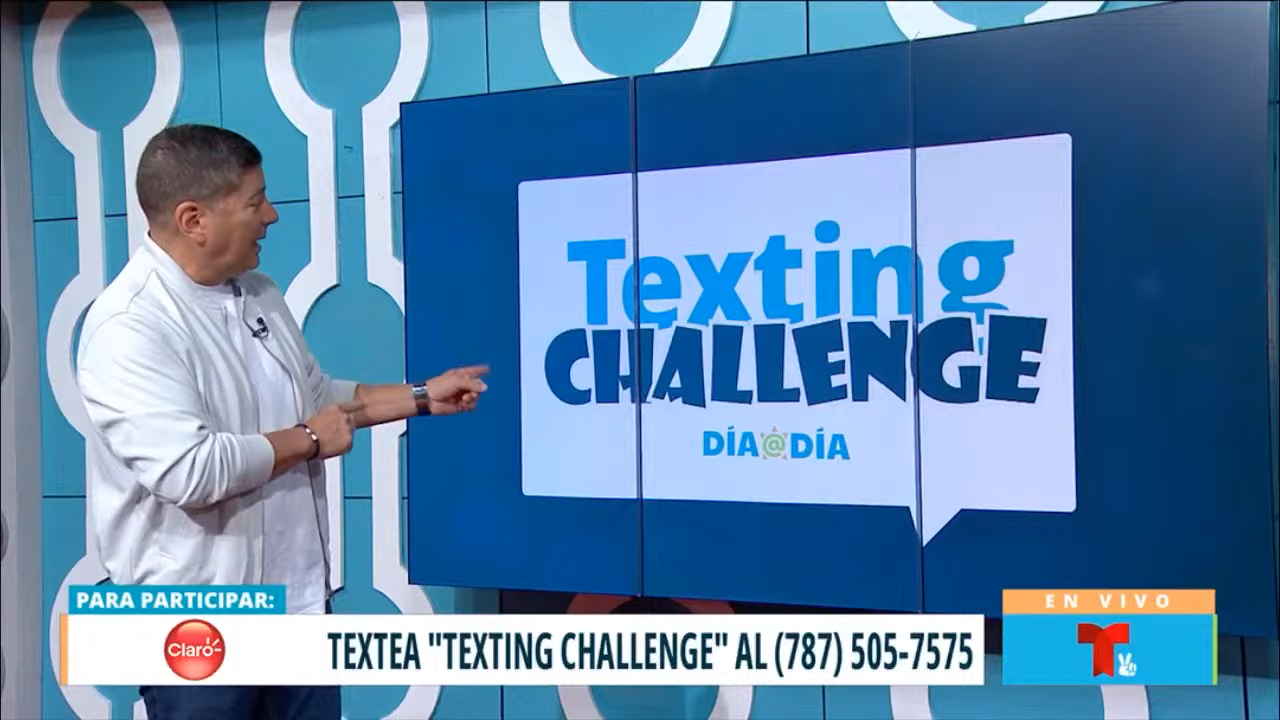 Texting
CHALLENGE
DÍA@DÍA
PARA PARTICIPAR:
Claro
TEXTEA "TEXTING CHALLENGE" AL (787) 505-7575
EN VIVO